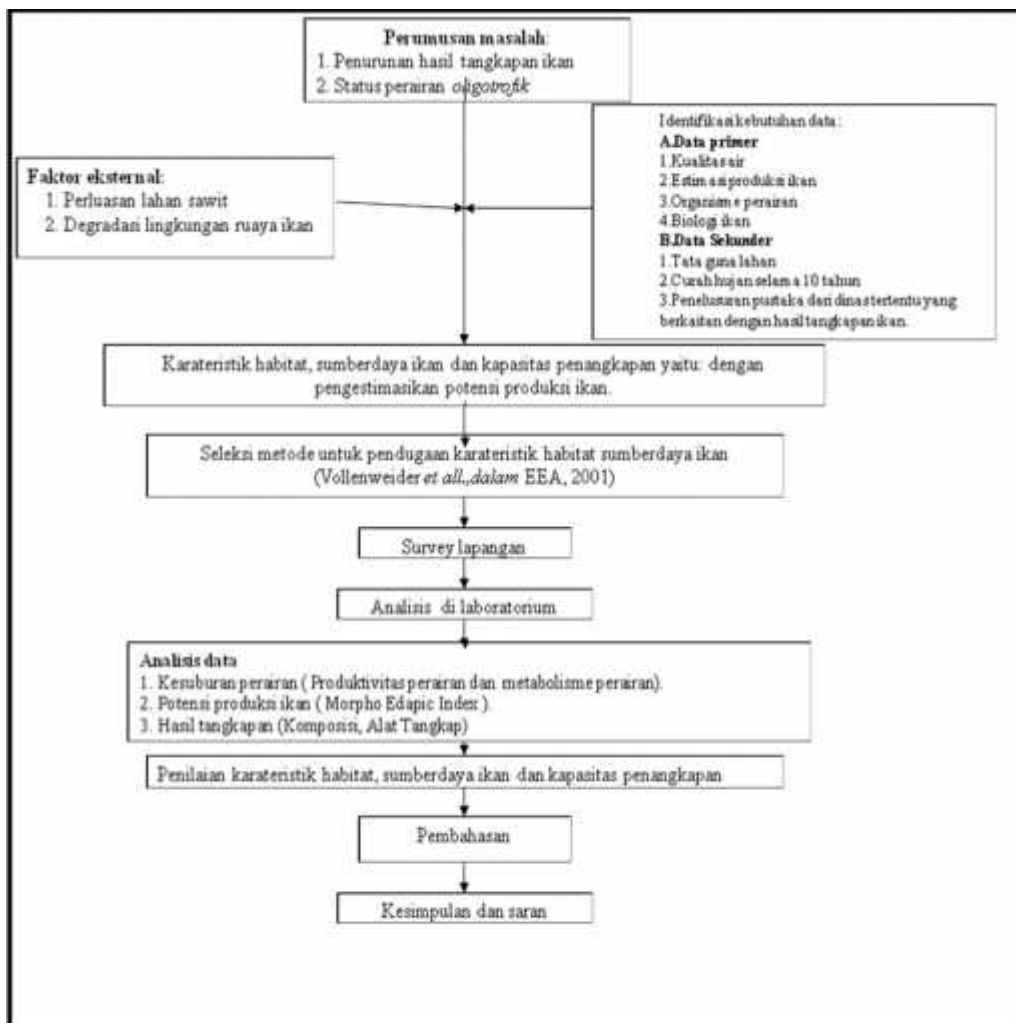 Perumusan masalah:
1. Penurunan hasil tangkapan ikan
2. Status perairan oligotrofik
Identifikasi kebutuhan data :
A.Data primer
1.Kualitas air
2.Estimasi produksi ikan
3.Organisme perairan
4.Biologi ikan
B.Data Sekunder
1.Tata guna lahan
2.Curah hujan selama 10 tahun
3.Penelusuran pustaka dari dinas tertentu yang
berkaitan dengan hasil tangkapan ikan.
Faktor eksternal:
1. Perluasan lahan sawit
2. Degradasi lingkungan ruaya ikan
Karateristik habitat, sumberdaya ikan dan kapasitas penangkapan yaitu: dengan
pengestimasikan potensi produksi ikan.
Seleksi metode untuk pendugaan karateristik habitat sumberdaya ikan
(Vollenweider et all.,dalam EEA, 2001)
Survey lapangan
Analisis di laboratorium
Analisis data
1. Kesuburan perairan ( Produktivitas perairan dan metabolisme perairan).
2. Potensi produksi ikan ( Morpho Edapic Index ).
3. Hasil tangkapan (Komposisi, Alat Tangkap)
Penilaian karateristik habitat, sumberdaya ikan dan kapasitas penangkapan
Pembahasan
Kesimpulan dan saran